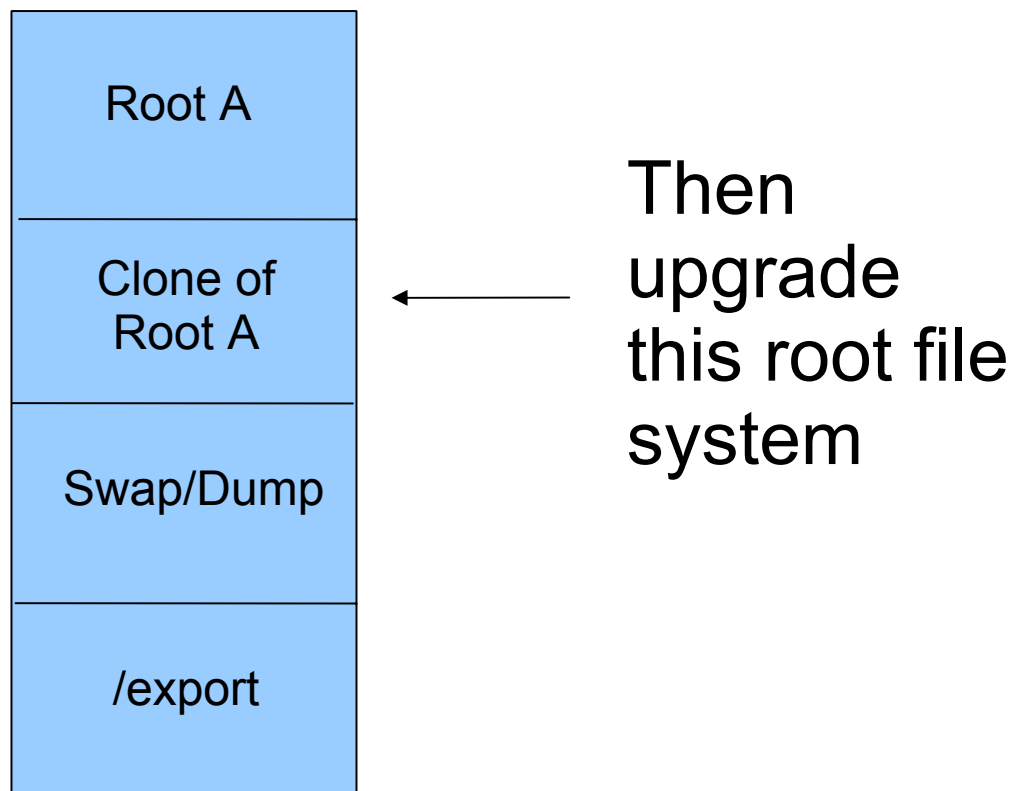 Root A
Clone of
Root A
Swap/Dump
/export
Then
upgrade
this root file
system